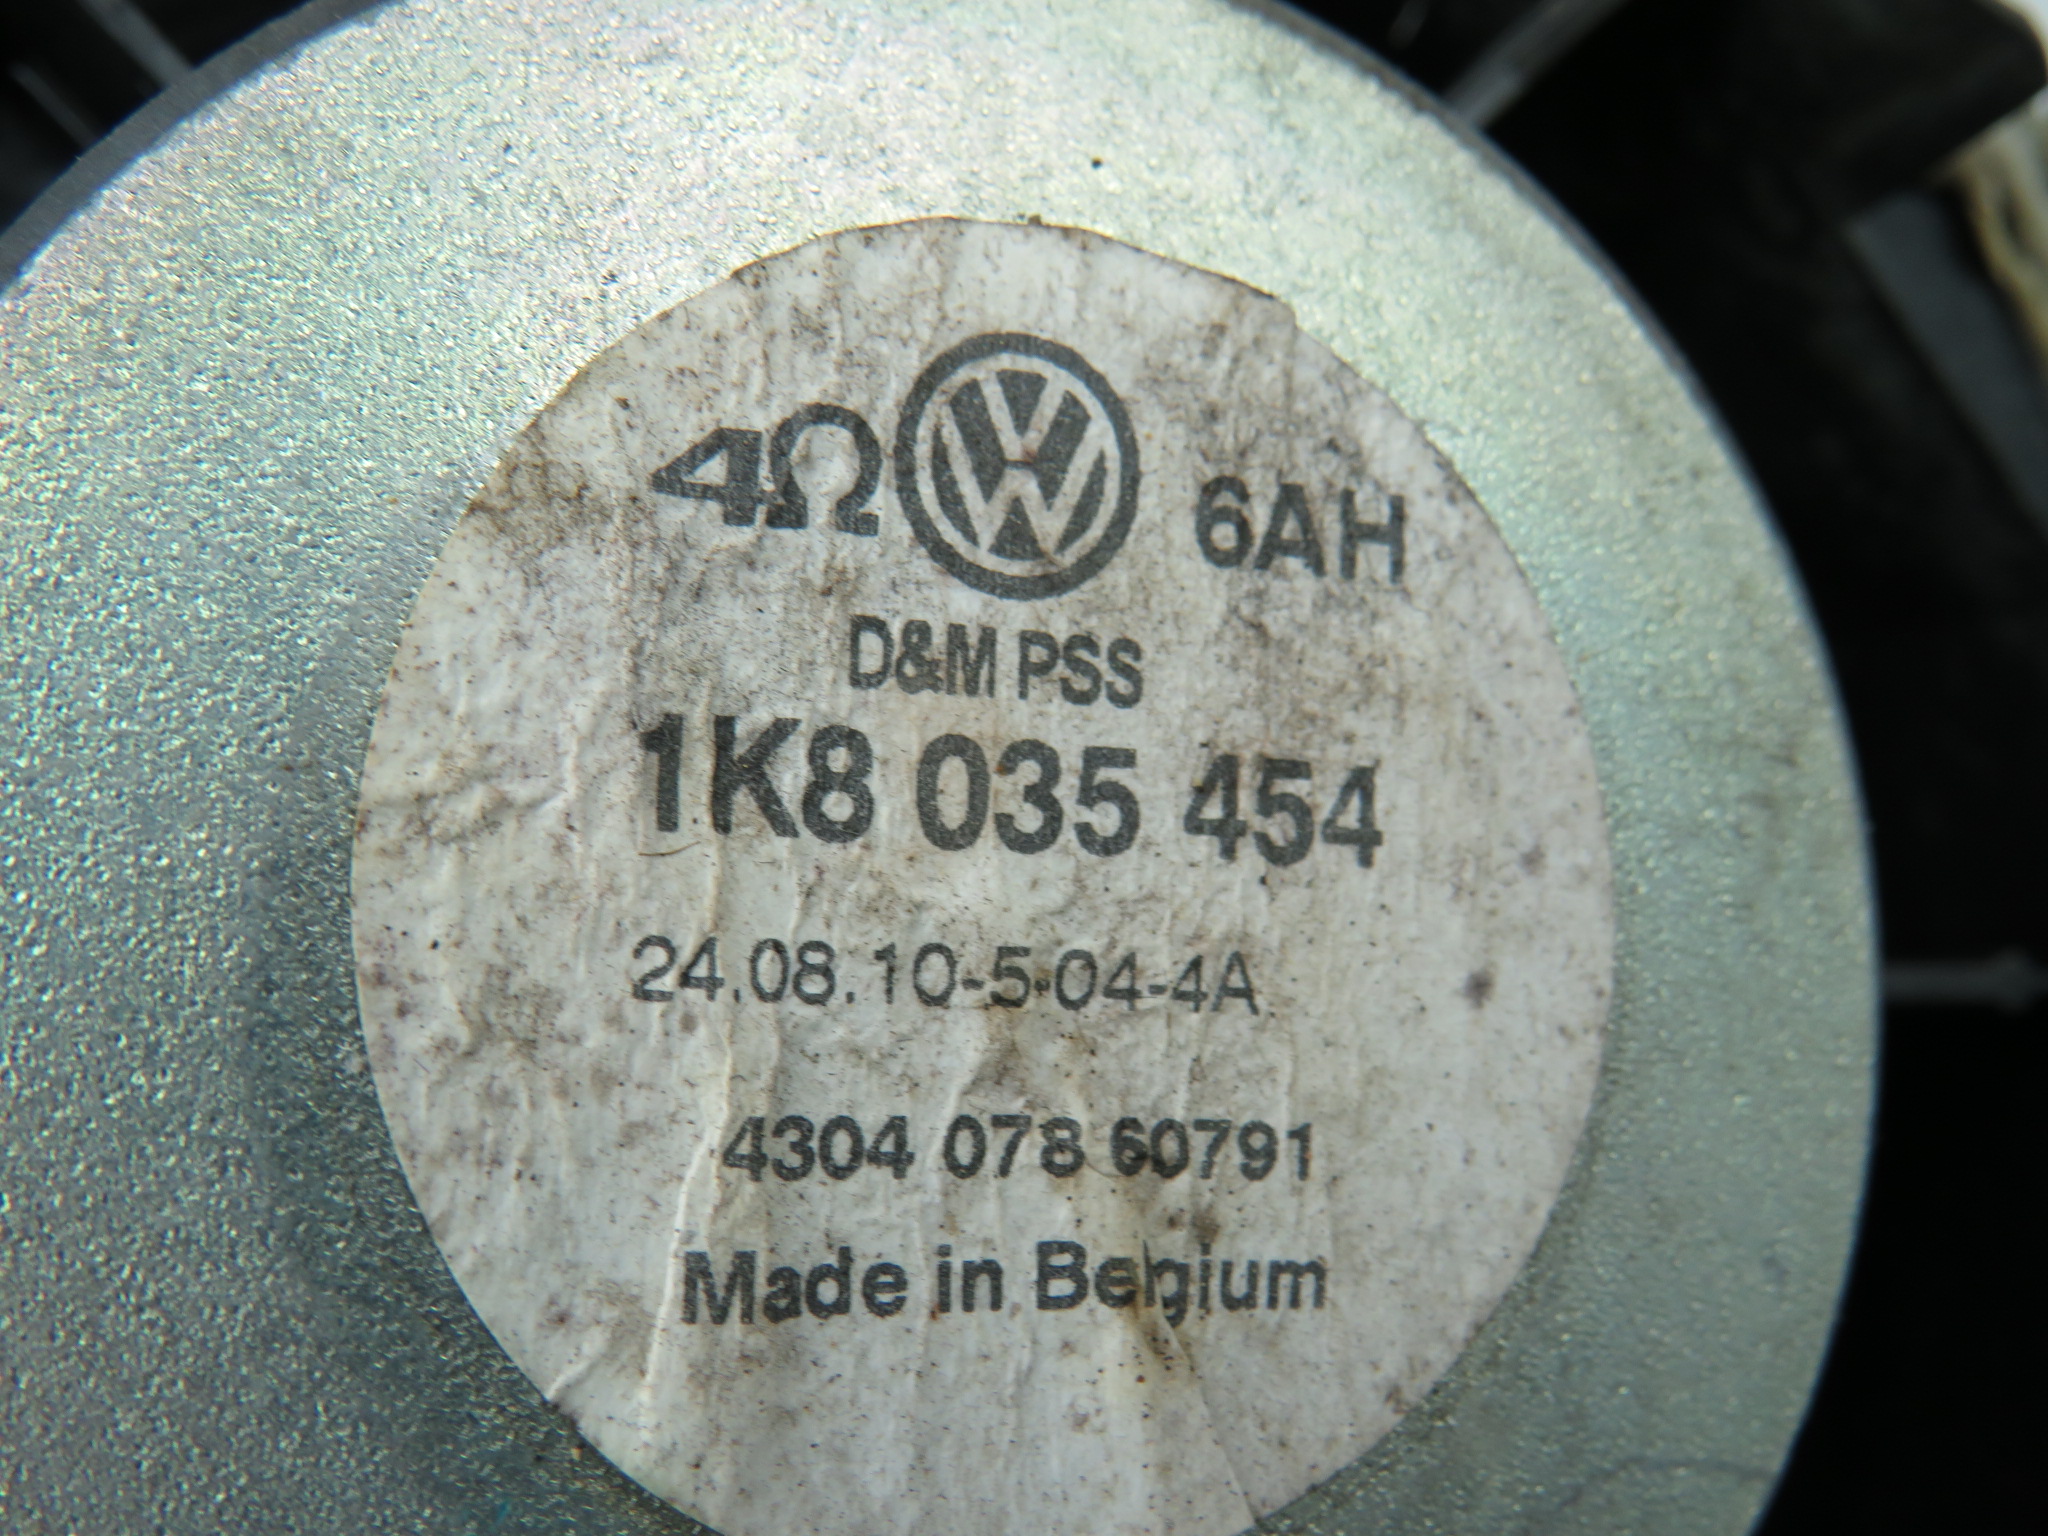 4Ω 6AH
D&M PSS
1K8 035 454
24.08.10-5-04-4A
4304 078 60791
Made in Belgium